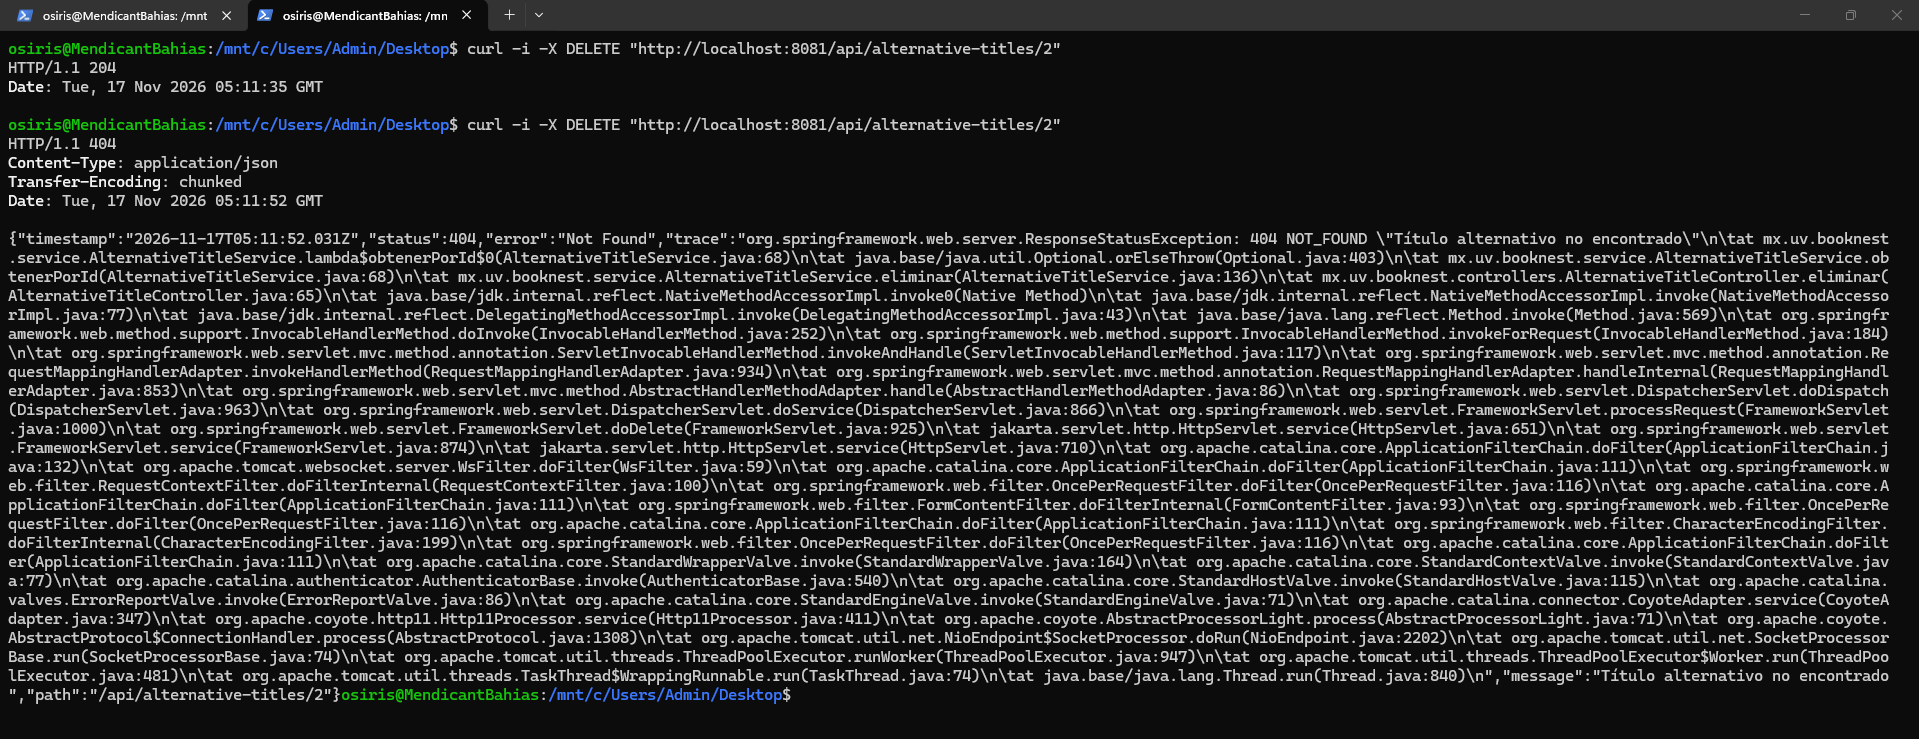 osiris@MendicantBahias: /mnt
osiris@MendicantBahias: /mn
osiris@MendicantBahias:/mnt/c/Users/Admin/Desktop$ curl -i -X DELETE "http://localhost:8081/api/alternative-titles/2"
HTTP/1.1 204
Date: Tue, 17 Nov 2026 05:11:35 GMT
osiris@MendicantBahias:/mnt/c/Users/Admin/Desktop$ curl -i -X DELETE "http://localhost:8081/api/alternative-titles/2"
HTTP/1.1 404
Content-Type: application/json
Transfer-Encoding: chunked
Date: Tue, 17 Nov 2026 05:11:52 GMT
{"timestamp":"2026-11-17T05:11:52.031Z","status":404,"error":"Not Found","trace":"org.springframework.web.server.ResponseStatusException: 404 NOT_FOUND \"Título alternativo no encontrado\"\n\tat mx.uv.booknest
.service.AlternativeTitleService.lambda$obtenerPorId$0(AlternativeTitleService.java:68)\n\tat java.base/java.util.Optional.orElseThrow(Optional.java:403)\n\tat mx.uv.booknest.service.AlternativeTitleService.ob
tenerPorId(AlternativeTitleService.java:68)\n\tat mx.uv.booknest.service.AlternativeTitleService.eliminar(AlternativeTitleService.java:136)\n\tat mx.uv.booknest.controllers.AlternativeTitleController.eliminar(
AlternativeTitleController.java:65)\n\tat java.base/jdk.internal.reflect.NativeMethodAccessorImpl.invoke0(Native Method)\n\tat java.base/jdk.internal.reflect.NativeMethodAccessorImpl.invoke(NativeMethodAccesso
rImpl.java:77)\n\tat java.base/jdk.internal.reflect.DelegatingMethodAccessorImpl.invoke(DelegatingMethodAccessorImpl.java:43)\n\tat java.base/java.lang.reflect.Method.invoke(Method.java:569)\n\tat org.springfr
amework.web.method.support.InvocableHandlerMethod.doInvoke(InvocableHandlerMethod.java:252)\n\tat org.springframework.web.method.support.InvocableHandlerMethod.invokeForRequest(InvocableHandlerMethod.java:184)
\n\tat org.springframework.web.servlet.mvc.method.annotation.ServletInvocableHandlerMethod.invokeAndHandle(ServletInvocableHandlerMethod.java:117)\n\tat org.springframework.web.servlet.mvc.method.annotation.Re
questMappingHandlerAdapter.invokeHandlerMethod(RequestMappingHandlerAdapter.java:934)\n\tat org.springframework.web.servlet.mvc.method.annotation.RequestMappingHandlerAdapter.handleInternal(RequestMappingHandl
erAdapter.java:853)\n\tat org.springframework.web.servlet.mvc.method.AbstractHandlerMethodAdapter.handle(AbstractHandlerMethodAdapter.java:86)\n\tat org.springframework.web.servlet.DispatcherServlet.doDispatch
(DispatcherServlet.java:963)\n\tat org.springframework.web.servlet.DispatcherServlet.doService(DispatcherServlet.java:866)\n\tat org.springframework.web.servlet.FrameworkServlet.processRequest(FrameworkServlet
.java:1000)\n\tat org.springframework.web.servlet.FrameworkServlet.doDelete(FrameworkServlet.java:925)\n\tat jakarta.servlet.http.HttpServlet.service(HttpServlet.java:651)\n\tat org.springframework.web.servlet
.FrameworkServlet.service(FrameworkServlet.java:874)\n\tat jakarta.servlet.http.HttpServlet.service(HttpServlet.java:710)\n\tat org.apache.catalina.core.ApplicationFilterChain.doFilter(ApplicationFilterChain.j
ava:132)\n\tat org.apache.tomcat.websocket.server.WsFilter.doFilter(WsFilter.java:59)\n\tat org.apache.catalina.core.ApplicationFilterChain.doFilter(ApplicationFilterChain.java:111)\n\tat org.springframework.w
eb.filter.RequestContextFilter.doFilterInternal(RequestContextFilter.java:100)\n\tat org.springframework.web.filter.OncePerRequestFilter.doFilter(OncePerRequestFilter.java:116)\n\tat org.apache.catalina.core.A
pplicationFilterChain.doFilter(ApplicationFilterChain.java:111)\n\tat org.springframework.web.filter.FormContentFilter.doFilterInternal(FormContentFilter.java:93)\n\tat org.springframework.web.filter.OncePerRe
questFilter.doFilter(OncePerRequestFilter.java:116)\n\tat org.apache.catalina.core.ApplicationFilterChain.doFilter(ApplicationFilterChain.java:111)\n\tat org.springframework.web.filter.CharacterEncodingFilter.
doFilterInternal(CharacterEncodingFilter.java:199)\n\tat org.springframework.web.filter.OncePerRequestFilter.doFilter(OncePerRequestFilter.java:116)\n\tat org.apache.catalina.core.ApplicationFilterChain.doFilt
er(ApplicationFilterChain.java:111)\n\tat org.apache.catalina.core.StandardWrapperValve.invoke(StandardWrapperValve.java:164)\n\tat org.apache.catalina.core.StandardContextValve.invoke(StandardContextValve.jav
a:77)\n\tat org.apache.catalina.authenticator.AuthenticatorBase.invoke(AuthenticatorBase.java:540)\n\tat org.apache.catalina.core.StandardHostValve.invoke(StandardHostValve.java:115)\n\tat org.apache.catalina.
valves.ErrorReportValve.invoke(ErrorReportValve.java:86)\n\tat org.apache.catalina.core.StandardEngineValve.invoke(StandardEngineValve.java:71)\n\tat org.apache.catalina.connector.CoyoteAdapter.service(CoyoteA
dapter.java:347)\n\tat org.apache.coyote.http11.Http11Processor.service(Http11Processor.java:411)\n\tat org.apache.coyote.AbstractProcessorLight.process(AbstractProcessorLight.java:71)\n\tat org.apache.coyote.
AbstractProtocol$ConnectionHandler.process(AbstractProtocol.java:1308)\n\tat org.apache.tomcat.util.net.NioEndpoint$SocketProcessor.doRun(NioEndpoint.java:2202)\n\tat org.apache.tomcat.util.net.SocketProcessor
Base.run(SocketProcessorBase.java:74)\n\tat org.apache.tomcat.util.threads.ThreadPoolExecutor.runWorker(ThreadPoolExecutor.java:947)\n\tat org.apache.tomcat.util.threads.ThreadPoolExecutor$Worker.run(ThreadPoo
lExecutor.java:481)\n\tat org.apache.tomcat.util.threads.TaskThread$WrappingRunnable.run(TaskThread.java:74)\n\tat java.base/java.lang.Thread.run(Thread.java:840)\n","message":"Título alternativo no encontrado
","path":"/api/alternative-titles/2"}osiris@MendicantBahias:/mnt/c/Users/Admin/Desktop$